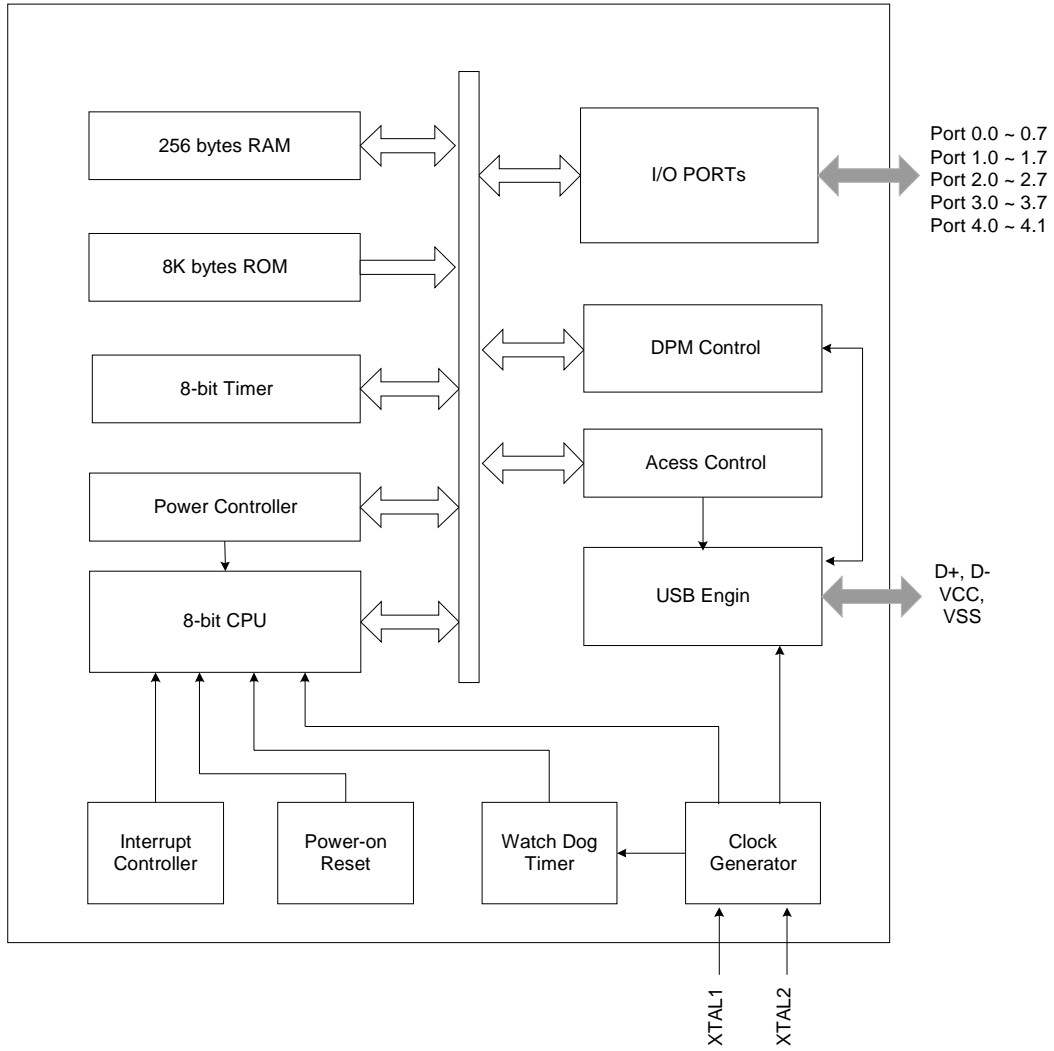 256 bytes RAM
8K bytes ROM
8-bit Timer
Power Controller
8-bit CPU
I/O PORTs
DPM Control
Acess Control
USB Engin
Port 0.0 ~ 0.7
Port 1.0 ~ 1.7
Port 2.0 ~ 2.7
Port 3.0 ~ 3.7
Port 4.0 ~ 4.1
D+, D-
VCC,
VSS
Interrupt
Controller
Power-on
Reset
Watch Dog
Timer
Clock
Generator
XTAL1
XTAL2